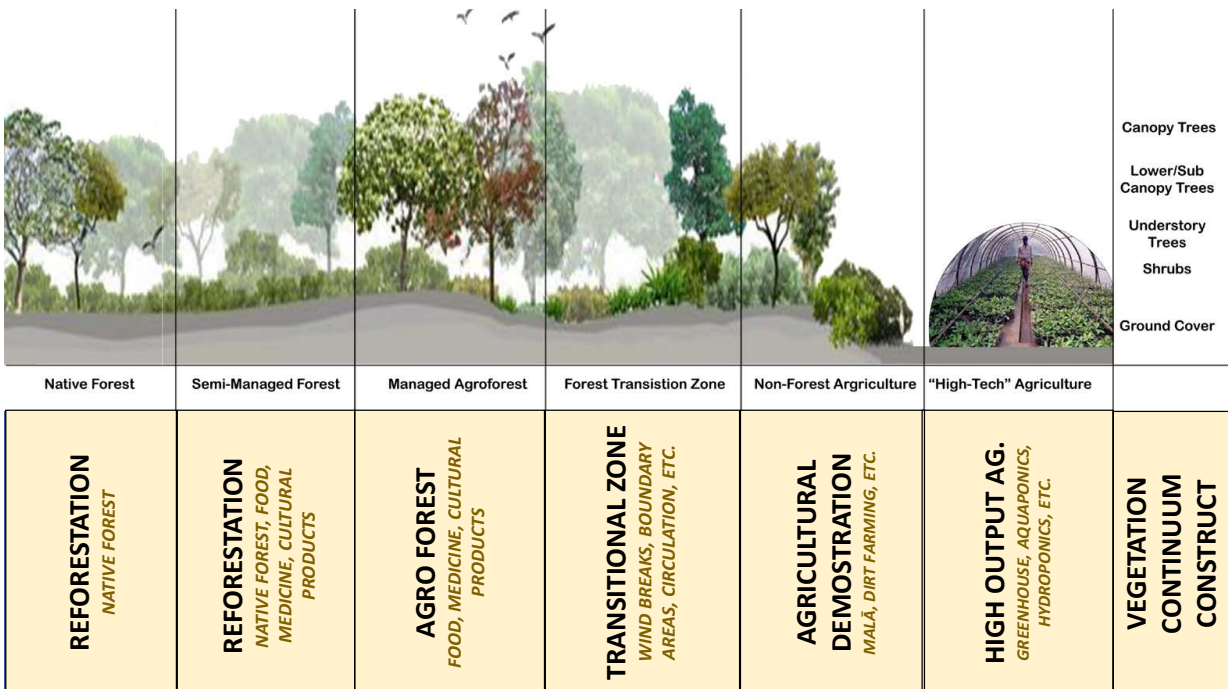 Canopy Trees
Lower/Sub
Canopy Trees
Understory
Trees
Shrubs
Ground Cover
Native Forest
Semi-Managed Forest
Managed Agroforest
Forest Transistion Zone
Non-Forest Argriculture
“High-Tech” Agriculture
REFORESTATION
NATIVE FOREST
REFORESTATION
NATIVE FOREST, FOOD,
MEDICINE, CULTURAL
PRODUCTS
AGRO FOREST
FOOD, MEDICINE, CULTURAL
PRODUCTS
TRANSITIONAL ZONE
WIND BREAKS, BOUNDARY
AREAS, CIRCULATION, ETC.
AGRICULTURAL
DEMOSTRATION
MALĀ, DIRT FARMING, ETC.
HIGH OUTPUT AG.
GREENHOUSE, AQUAPONICS,
HYDROPONICS, ETC.
VEGETATION
CONTINUUM
CONSTRUCT